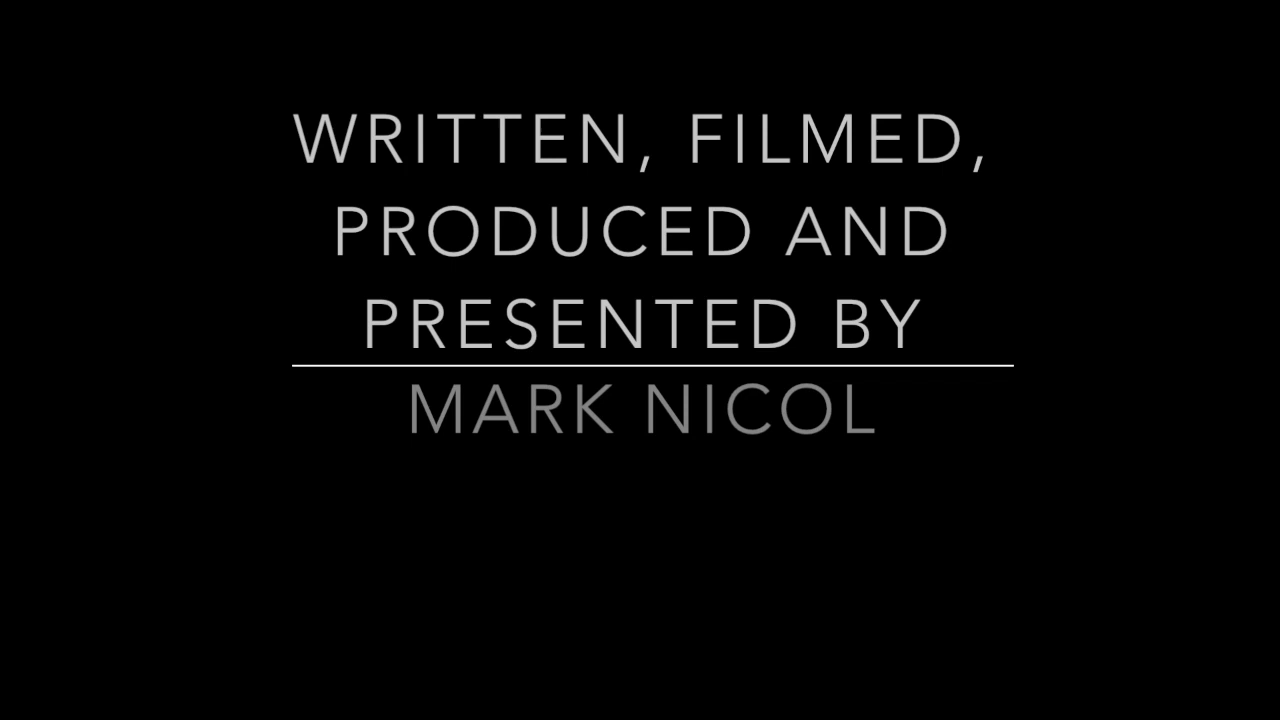 WRITTEN, FILMED,
PRODUCED AND
PRESENTED BY
MARK NICOL